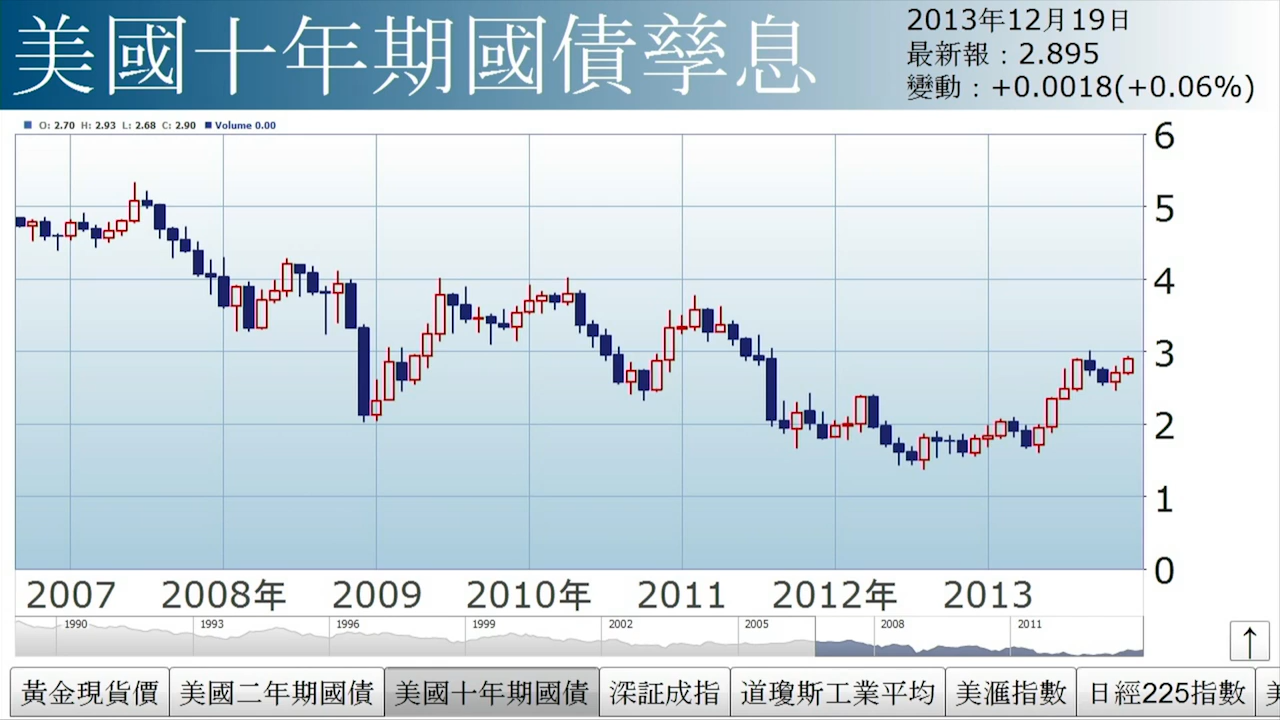 美國十年期國債孳息
2013年12月19日
最新報：2.895
變動：+0.0018(+0.06%)
O: 2.70 H: 2.93 L: 2.68 C: 2.90 Volume 0.00
6
5
4
3
2
1
0
2007 2008年 2009 2010年 2011 2012年 2013
1990 1993 1996 1999 2002 2005 2008 2011
↑
黃金現貨價 美國二年期國債 美國十年期國債 深証成指 道瓊斯工業平均 美滙指數 日經225指數